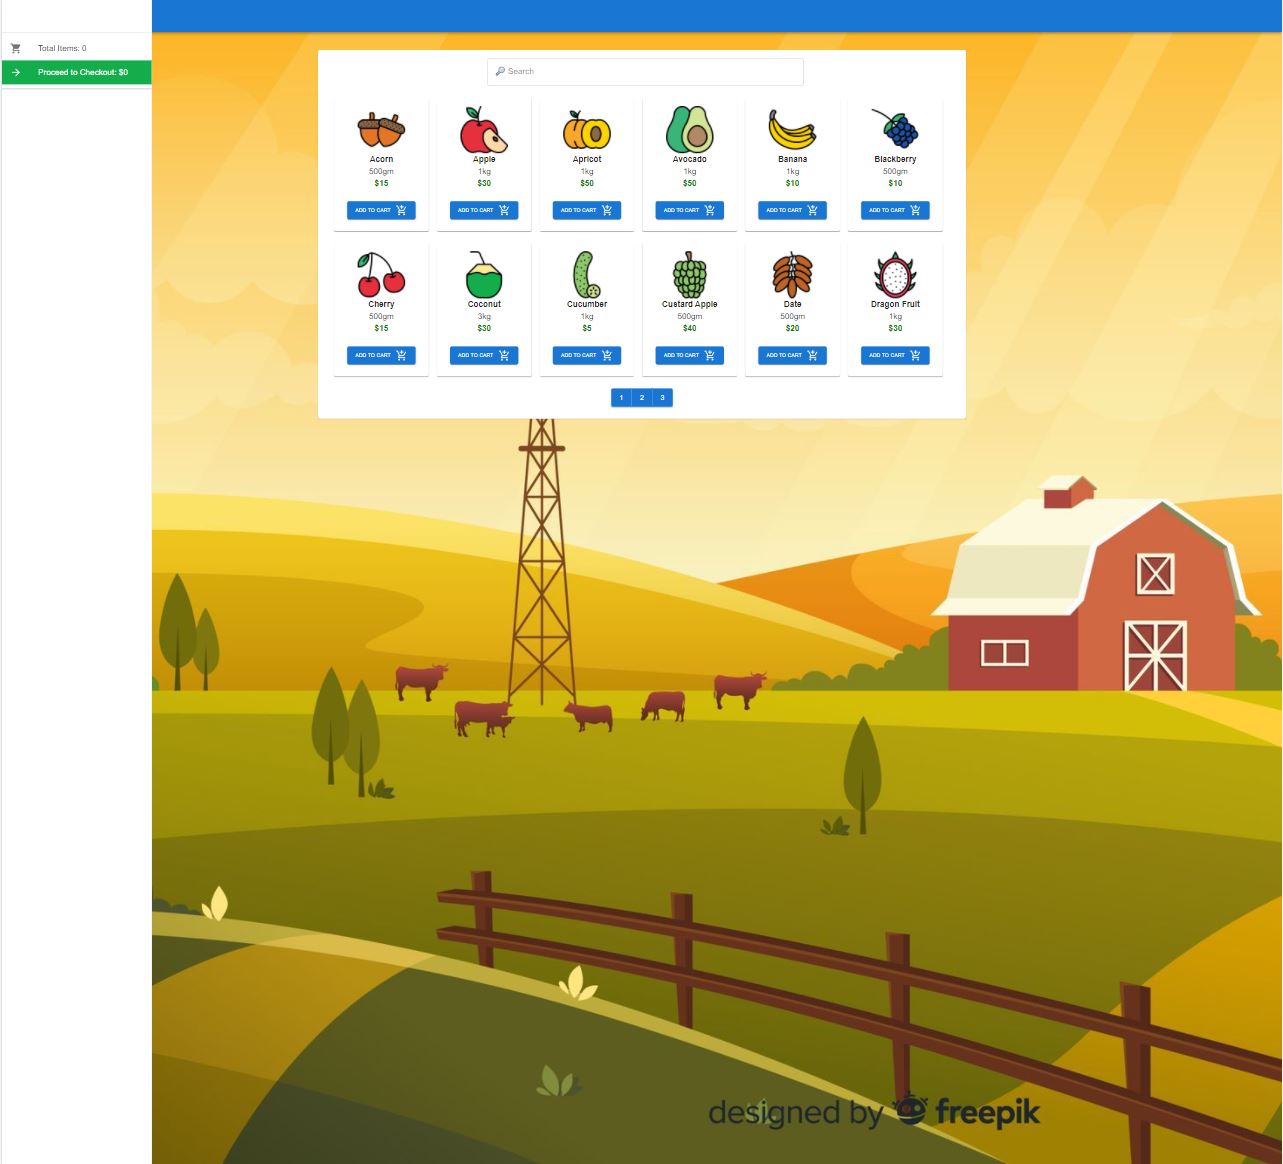 Total Items: 0
Proceed to Checkout: $0
🔎 Search
Acorn
500gm
$15
ADD TO CART
Apple
1kg
$30
ADD TO CART
Apricot
1kg
$50
ADD TO CART
Avocado
1kg
$50
ADD TO CART
Banana
1kg
$10
ADD TO CART
Blackberry
500gm
$10
ADD TO CART
Cherry
500gm
$15
ADD TO CART
Coconut
3kg
$30
ADD TO CART
Cucumber
1kg
$5
ADD TO CART
Custard Apple
500gm
$40
ADD TO CART
Date
500gm
$20
ADD TO CART
Dragon Fruit
1kg
$30
ADD TO CART
1 2 3
designed by freepik